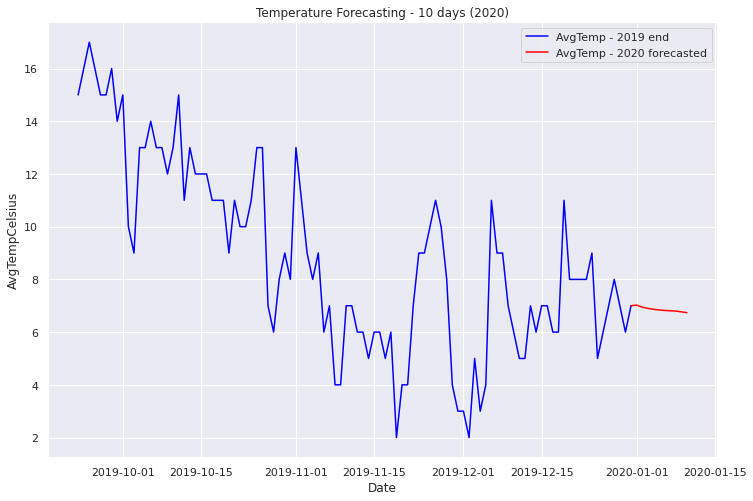 Temperature Forecasting - 10 days (2020)
AvgTemp - 2019 end
AvgTemp - 2020 forecasted
AvgTempCelsius
16
14
12
10
8
6
4
2
2019-10-01 2019-10-15 2019-11-01 2019-11-15 2019-12-01 2019-12-15 2020-01-01 2020-01-15
Date